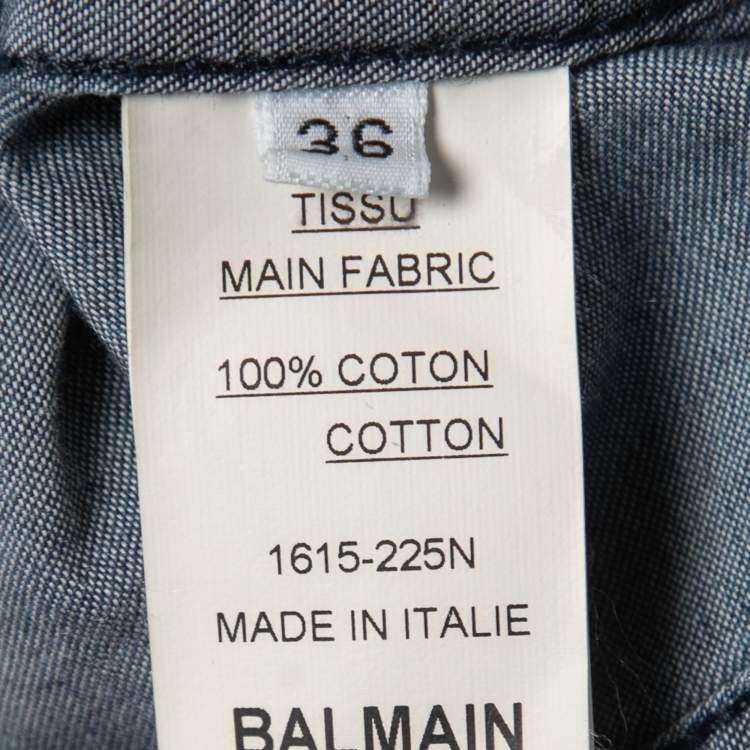 36
TISSU
MAIN FABRIC
100% COTON
COTTON
1615-225N
MADE IN ITALIE
BALMAIN